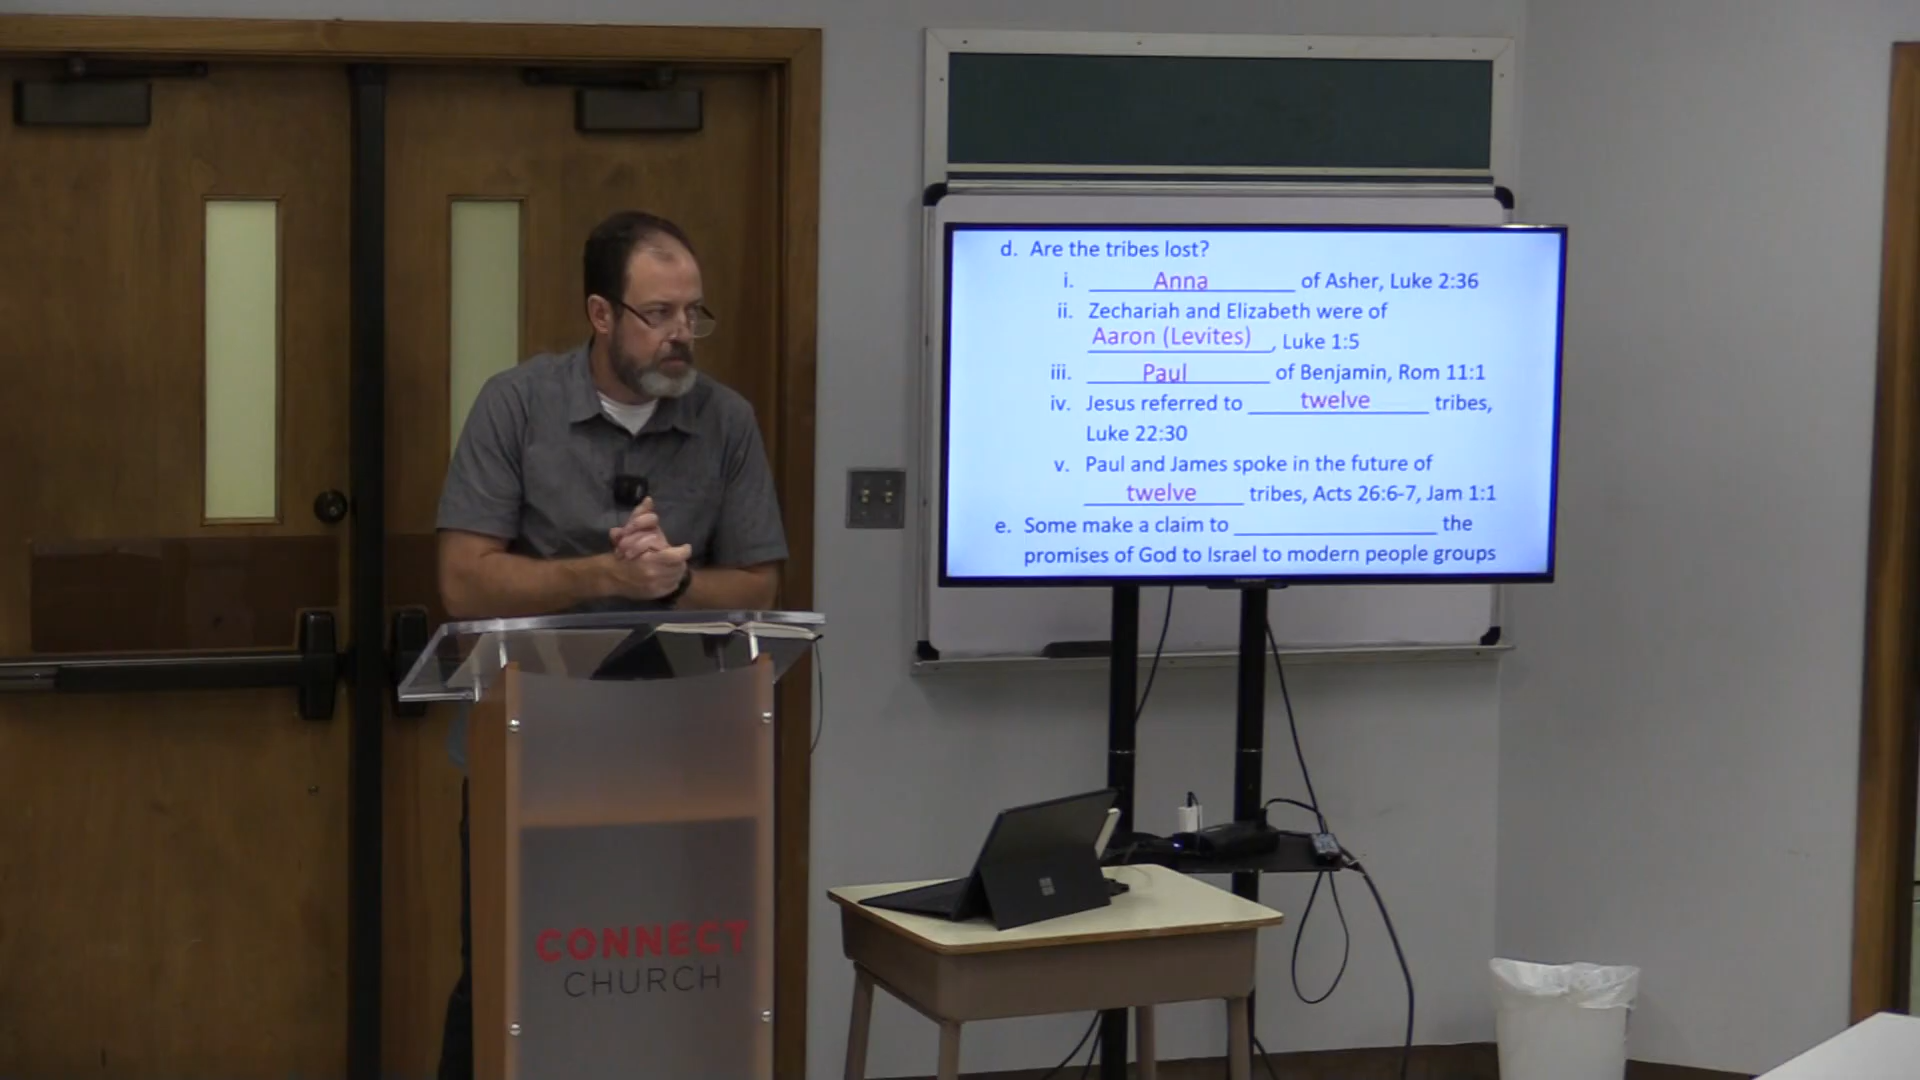 d. Are the tribes lost?
i. Anna of Asher, Luke 2:36
ii. Zechariah and Elizabeth were of
Aaron (Levites), Luke 1:5
iii. Paul of Benjamin, Rom 11:1
iv. Jesus referred to twelve tribes,
Luke 22:30
v. Paul and James spoke in the future of
twelve tribes, Acts 26:6-7, Jam 1:1
e. Some make a claim to ____________ the
promises of God to Israel to modern people groups
CONNECT
CHURCH